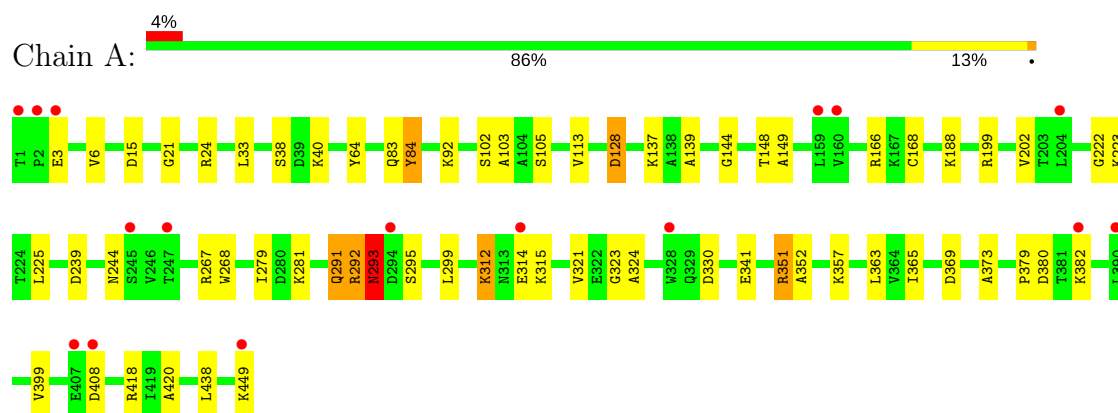 4%
Chain A:
86% 13% •
T1 P2 E3 V6 D15 G21 R24 L33 S38 D39 K40 Y64 Q83 Y84 K92 S102 A103 A104 S105 V113 D128 K137 A138 A139 G144 T148 A149 L159 V160 R166 K167 C168 K188 R199 V202 T203 L204 G222
T224 L225 D239 N244 S245 V246 T247 R267 W268 I279 D280 K281 Q291 R292 N293 D294 S295 L299 K312 N313 E314 K315 V321 E322 G323 A324 W328 Q329 D330 E341 R351 A352 K357 L363 V364 I365 D369 A373 P379 D380 T381 K382
V399 E407 D408 R418 I419 A420 L438 K449